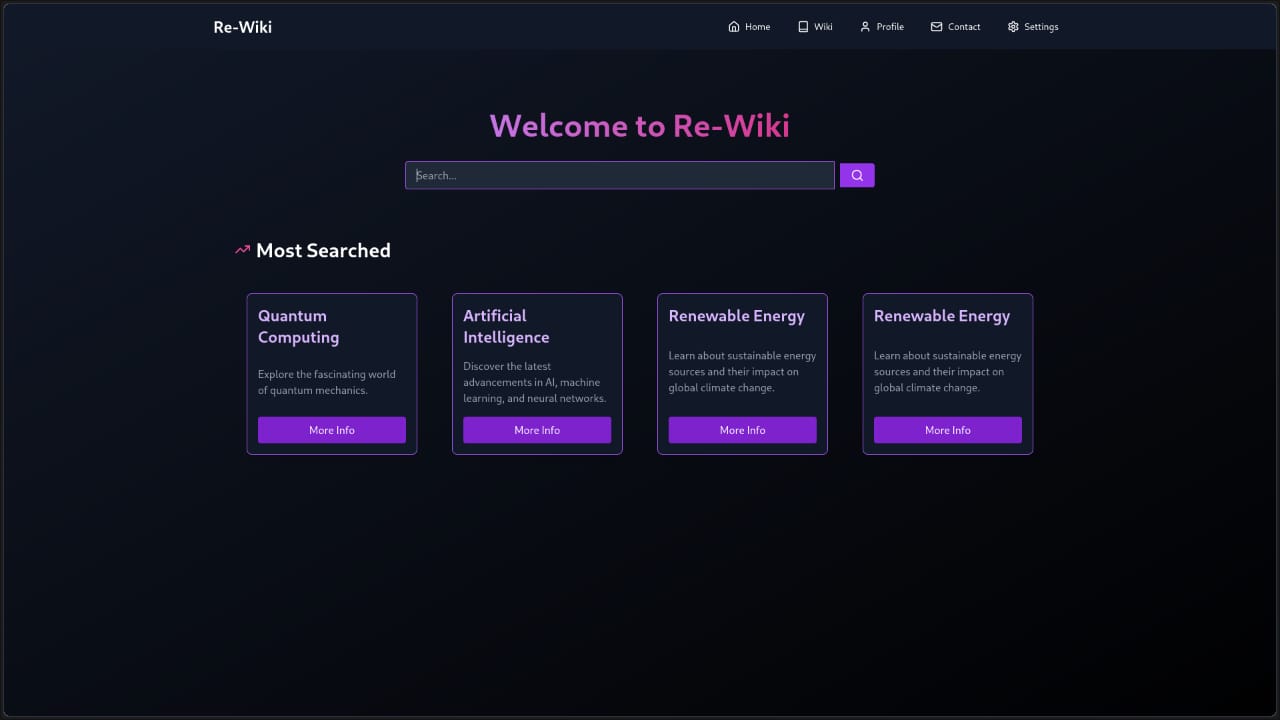 Re-Wiki
Home Wiki Profile Contact Settings
Welcome to Re-Wiki
Search...
Most Searched
Quantum
Computing
Explore the fascinating world
of quantum mechanics.
More Info
Artificial
Intelligence
Discover the latest
advancements in AI, machine
learning, and neural networks.
More Info
Renewable Energy
Learn about sustainable energy
sources and their impact on
global climate change.
More Info
Renewable Energy
Learn about sustainable energy
sources and their impact on
global climate change.
More Info